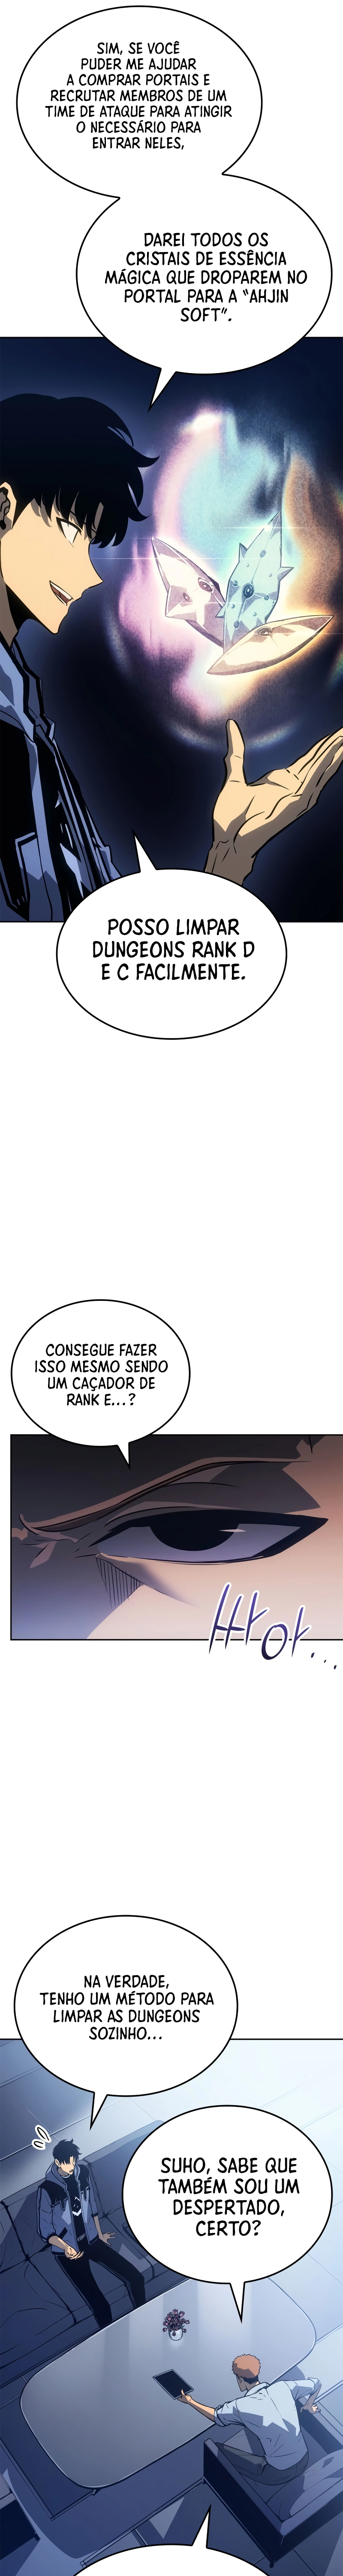 SIM, SE VOCÊ
PUDER ME AJUDAR
A COMPRAR PORTAIS E
RECRUTAR MEMBROS DE UM
TIME DE ATAQUE PARA ATINGIR
O NECESSÁRIO PARA
ENTRAR NELES,
DAREI TODOS OS
CRISTAIS DE ESSÊNCIA
MÁGICA QUE DROPAREM NO
PORTAL PARA A “AHJIN
SOFT”.
POSSO LIMPAR
DUNGEONS RANK D
E C FACILMENTE.
CONSEGUE FAZER
ISSO MESMO SENDO
UM CAÇADOR DE
RANK E...?
NA VERDADE,
TENHO UM MÉTODO PARA
LIMPAR AS DUNGEONS
SOZINHO...
SUHO, SABE QUE
TAMBÉM SOU UM
DESPERTADO,
CERTO?